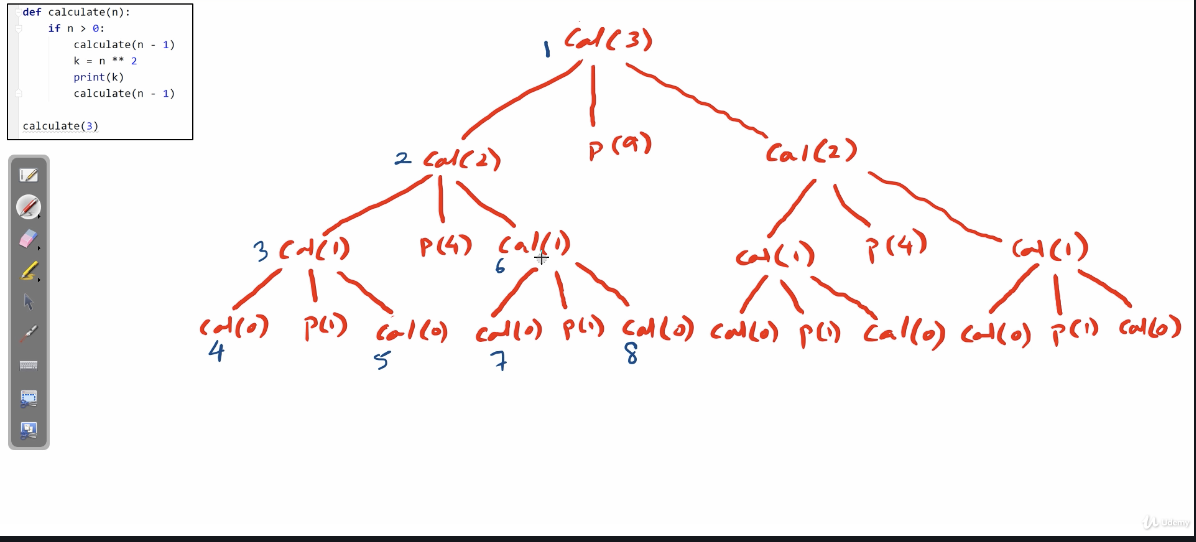 def calculate(n):
if n > 0:
calculate(n - 1)
k = n ** 2
print(k)
calculate(n - 1)
calculate(3)
1 Cal(3)
2 Cal(2) P(9) Cal(2)
3 Cal(1) P(4) Cal(1) Cal(1) P(4) Cal(1)
6
Cal(0) P(1) Cal(0) Cal(0) P(1) Cal(0) Cal(0) P(1) Cal(0) Cal(0) P(1) Cal(0)
4 5 7 8
Udemy